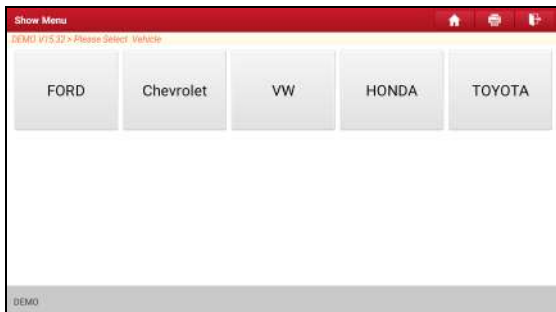 Show Menu
DEMO V15.32 > Please Select Vehicle
FORD Chevrolet VW HONDA TOYOTA
DEMO